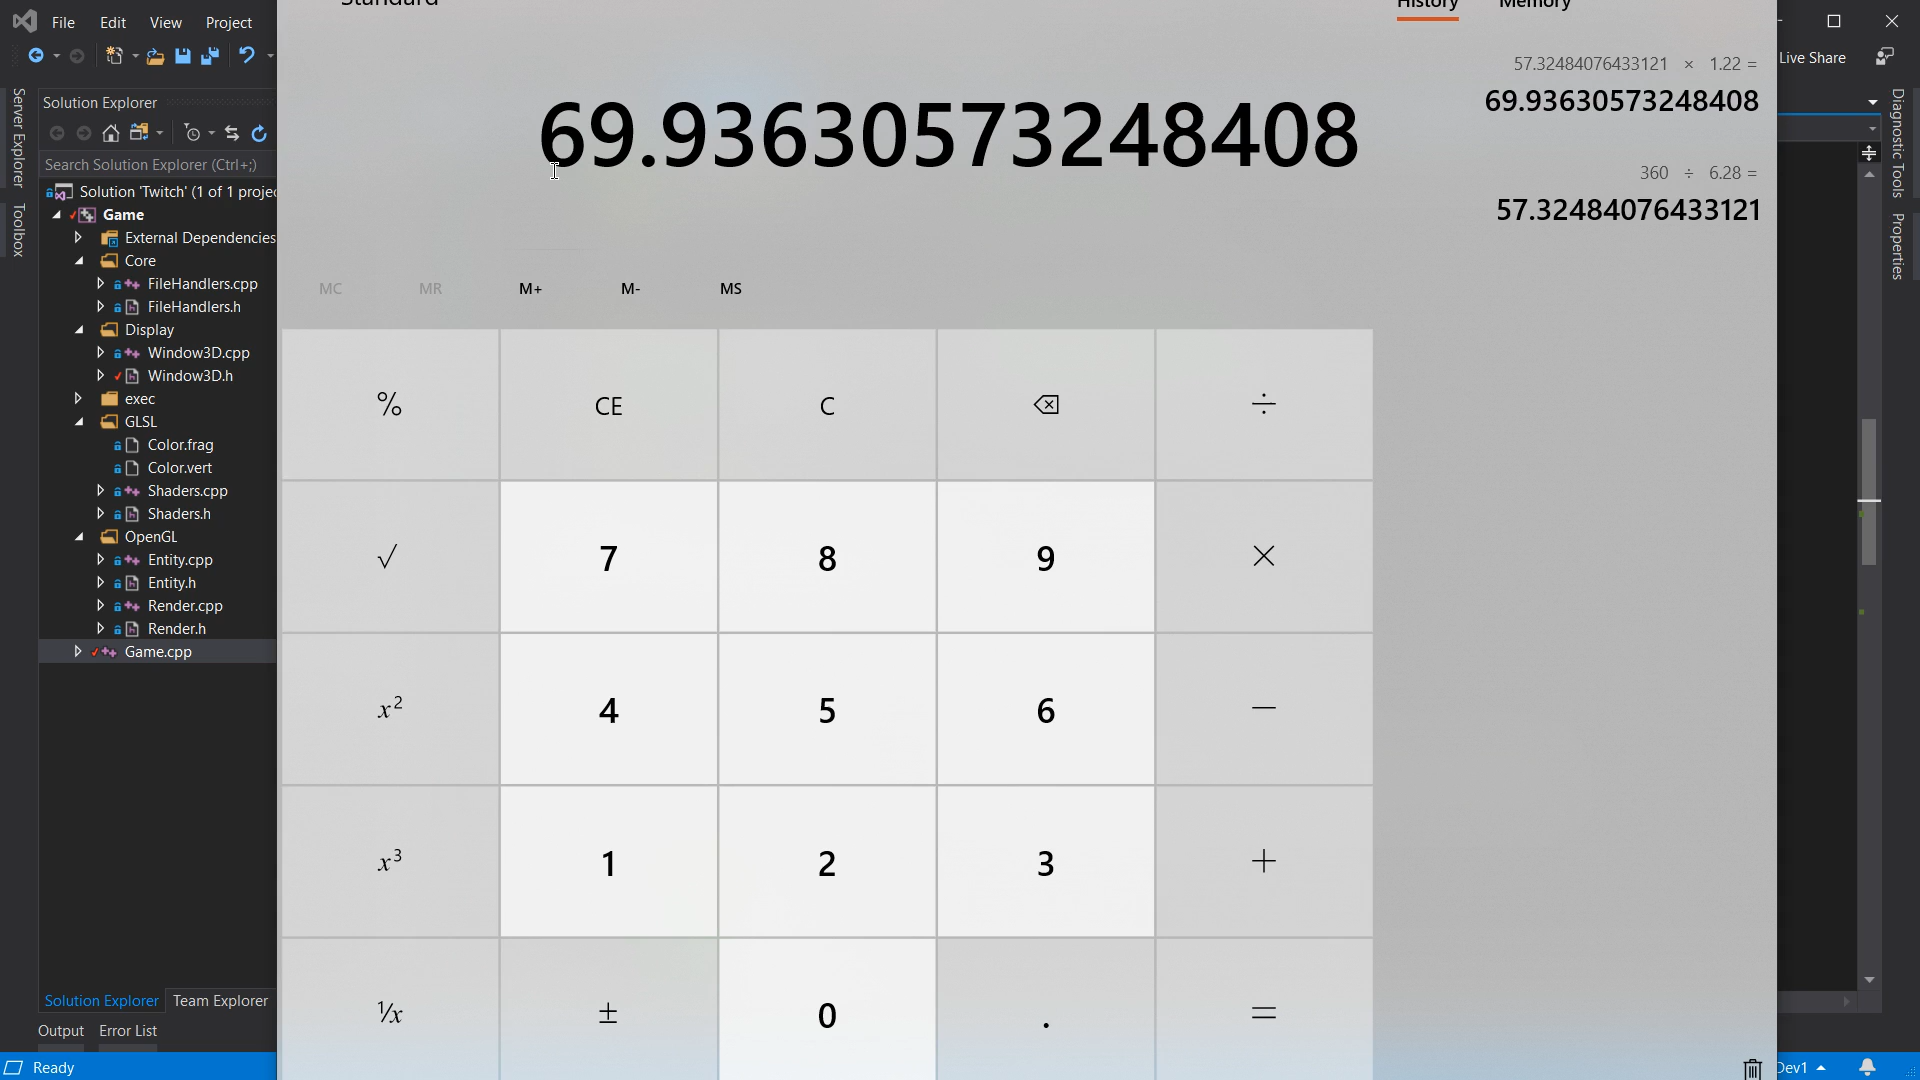 File Edit View Project
Standard
History Memory
Live Share
57.32484076433121 × 1.22 =
69.93630573248408
69.93630573248408
360 ÷ 6.28 =
57.32484076433121
Server Explorer
Toolbox
Diagnostic Tools
Properties
Solution Explorer
Search Solution Explorer (Ctrl+;)
Solution 'Twitch' (1 of 1 projec
Game
External Dependencies
Core
FileHandlers.cpp
FileHandlers.h
Display
Window3D.cpp
Window3D.h
exec
GLSL
Color.frag
Color.vert
Shaders.cpp
Shaders.h
OpenGL
Entity.cpp
Entity.h
Render.cpp
Render.h
Game.cpp
MC MR M+ M- MS
% CE C ÷
√ 7 8 9 ×
x² 4 5 6 −
x³ 1 2 3 +
¹/x ± 0 . =
Solution Explorer Team Explorer
Output Error List
Ready
Dev1